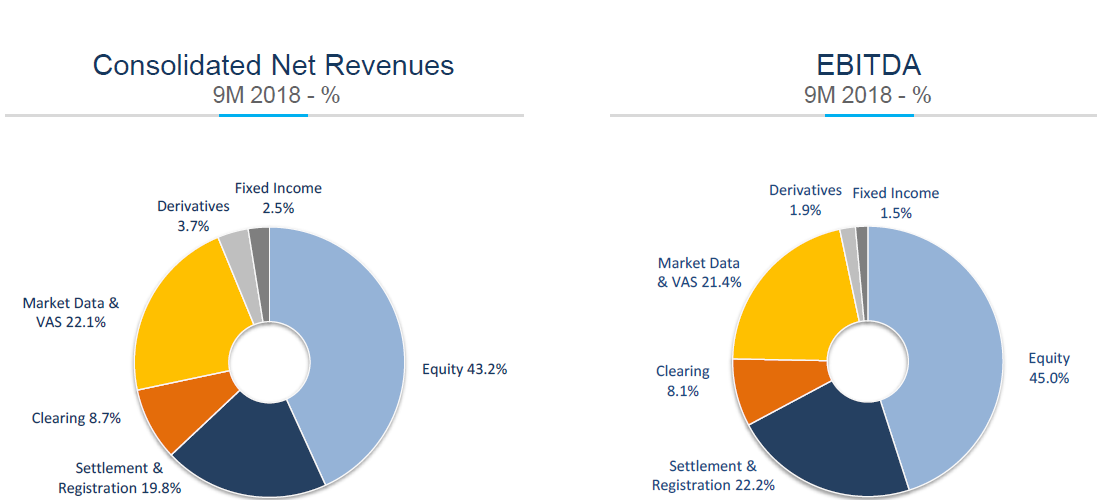 Consolidated Net Revenues
9M 2018 - %
Fixed Income
2.5%
Derivatives
3.7%
Market Data &
VAS 22.1%
Equity 43.2%
Clearing 8.7%
Settlement &
Registration 19.8%
EBITDA
9M 2018 - %
Derivatives
1.9%
Fixed Income
1.5%
Market Data
& VAS 21.4%
Equity
45.0%
Clearing
8.1%
Settlement &
Registration 22.2%